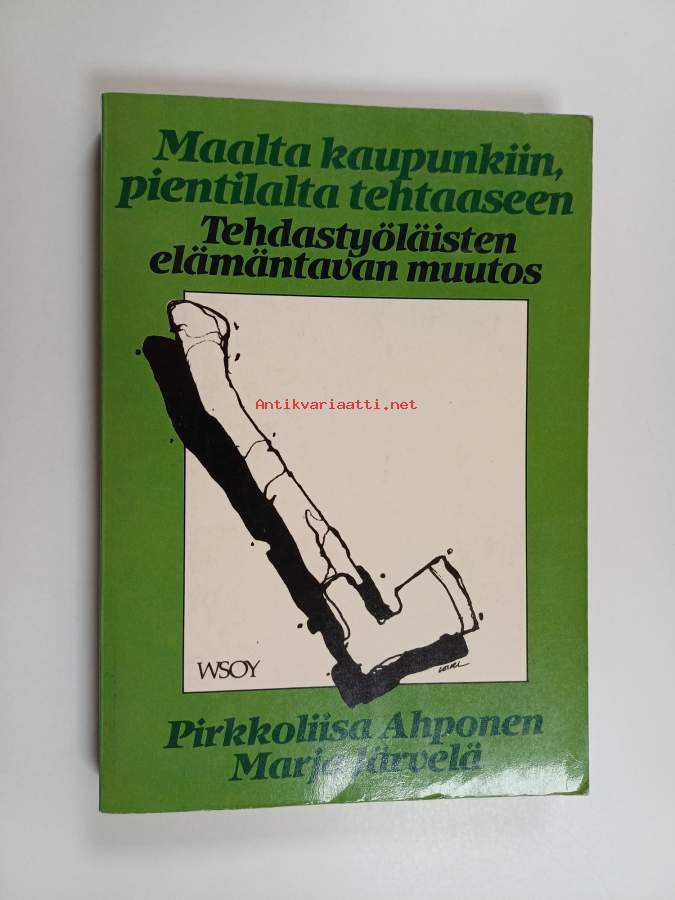 Maalta kaupunkiin,
pientilalta tehtaaseen
Tehdastyöläisten
elämäntavan muutos
Antikvariaatti.net
WSOY
Pirkkoliisa Ahponen
Marja Järvelä